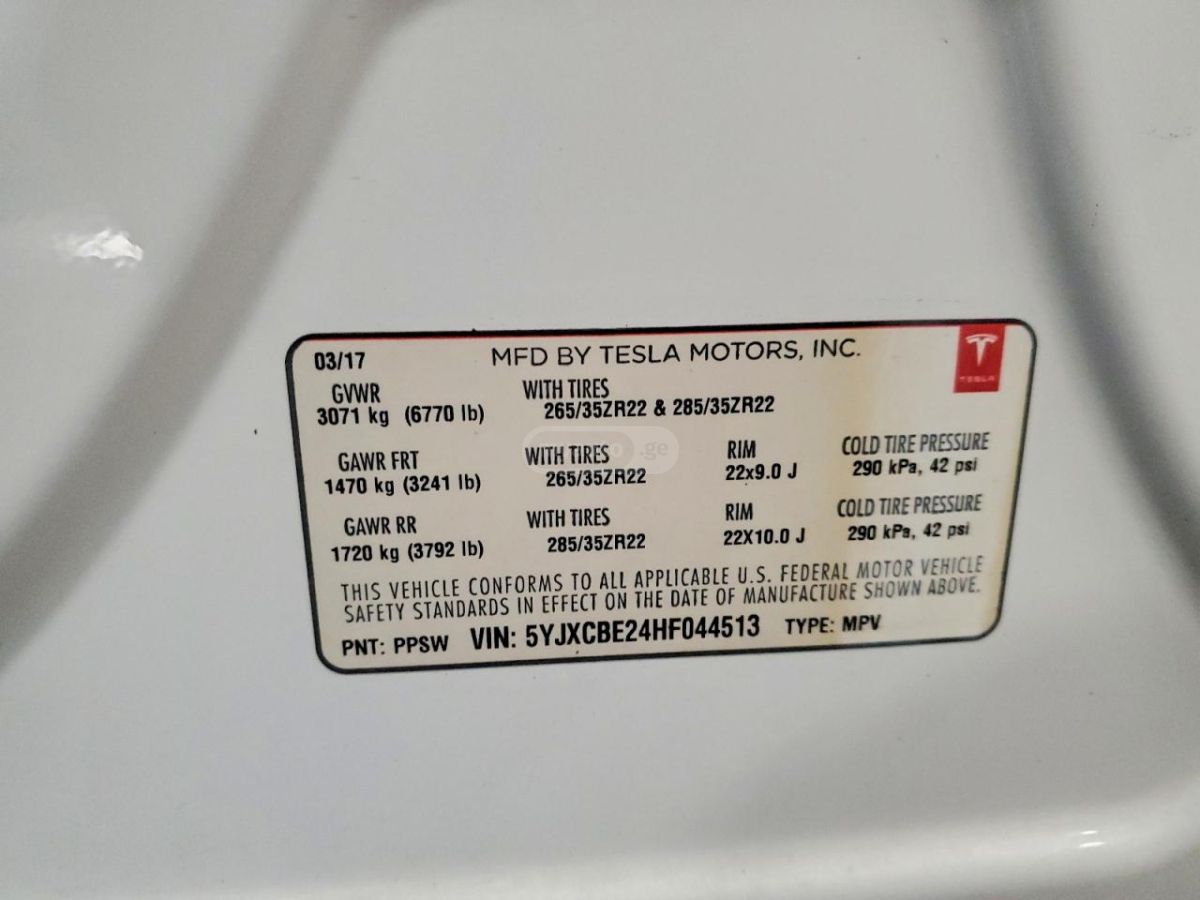 03/17 MFD BY TESLA MOTORS, INC.
TESLA
GVWR WITH TIRES
3071 kg (6770 lb) 265/35ZR22 & 285/35ZR22
GAWR FRT WITH TIRES RIM COLD TIRE PRESSURE
1470 kg (3241 lb) 265/35ZR22 22x9.0 J 290 kPa, 42 psi
GAWR RR WITH TIRES RIM COLD TIRE PRESSURE
1720 kg (3792 lb) 285/35ZR22 22X10.0 J 290 kPa, 42 psi
THIS VEHICLE CONFORMS TO ALL APPLICABLE U.S. FEDERAL MOTOR VEHICLE
SAFETY STANDARDS IN EFFECT ON THE DATE OF MANUFACTURE SHOWN ABOVE.
PNT: PPSW VIN: 5YJXCBE24HF044513 TYPE: MPV
.ge